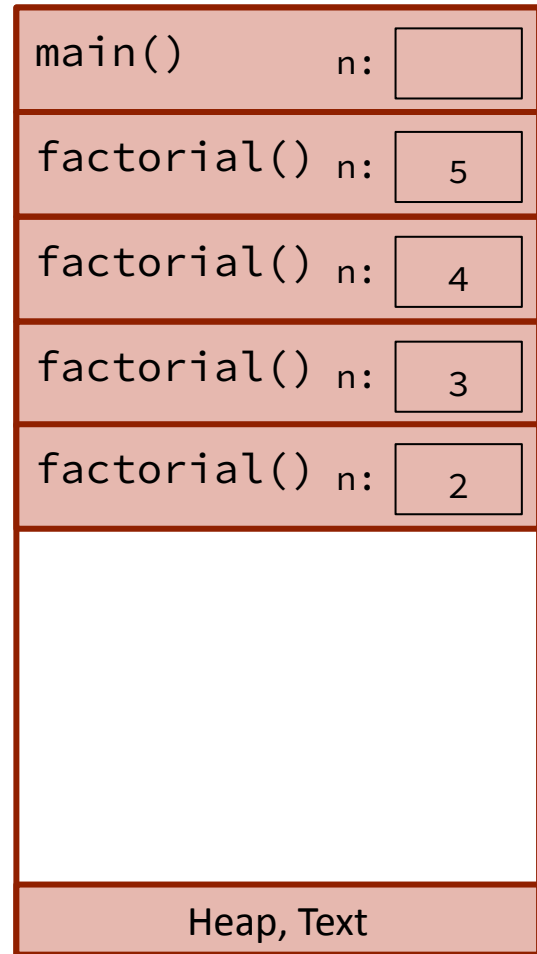 main() n:
factorial() n: 5
factorial() n: 4
factorial() n: 3
factorial() n: 2
Heap, Text